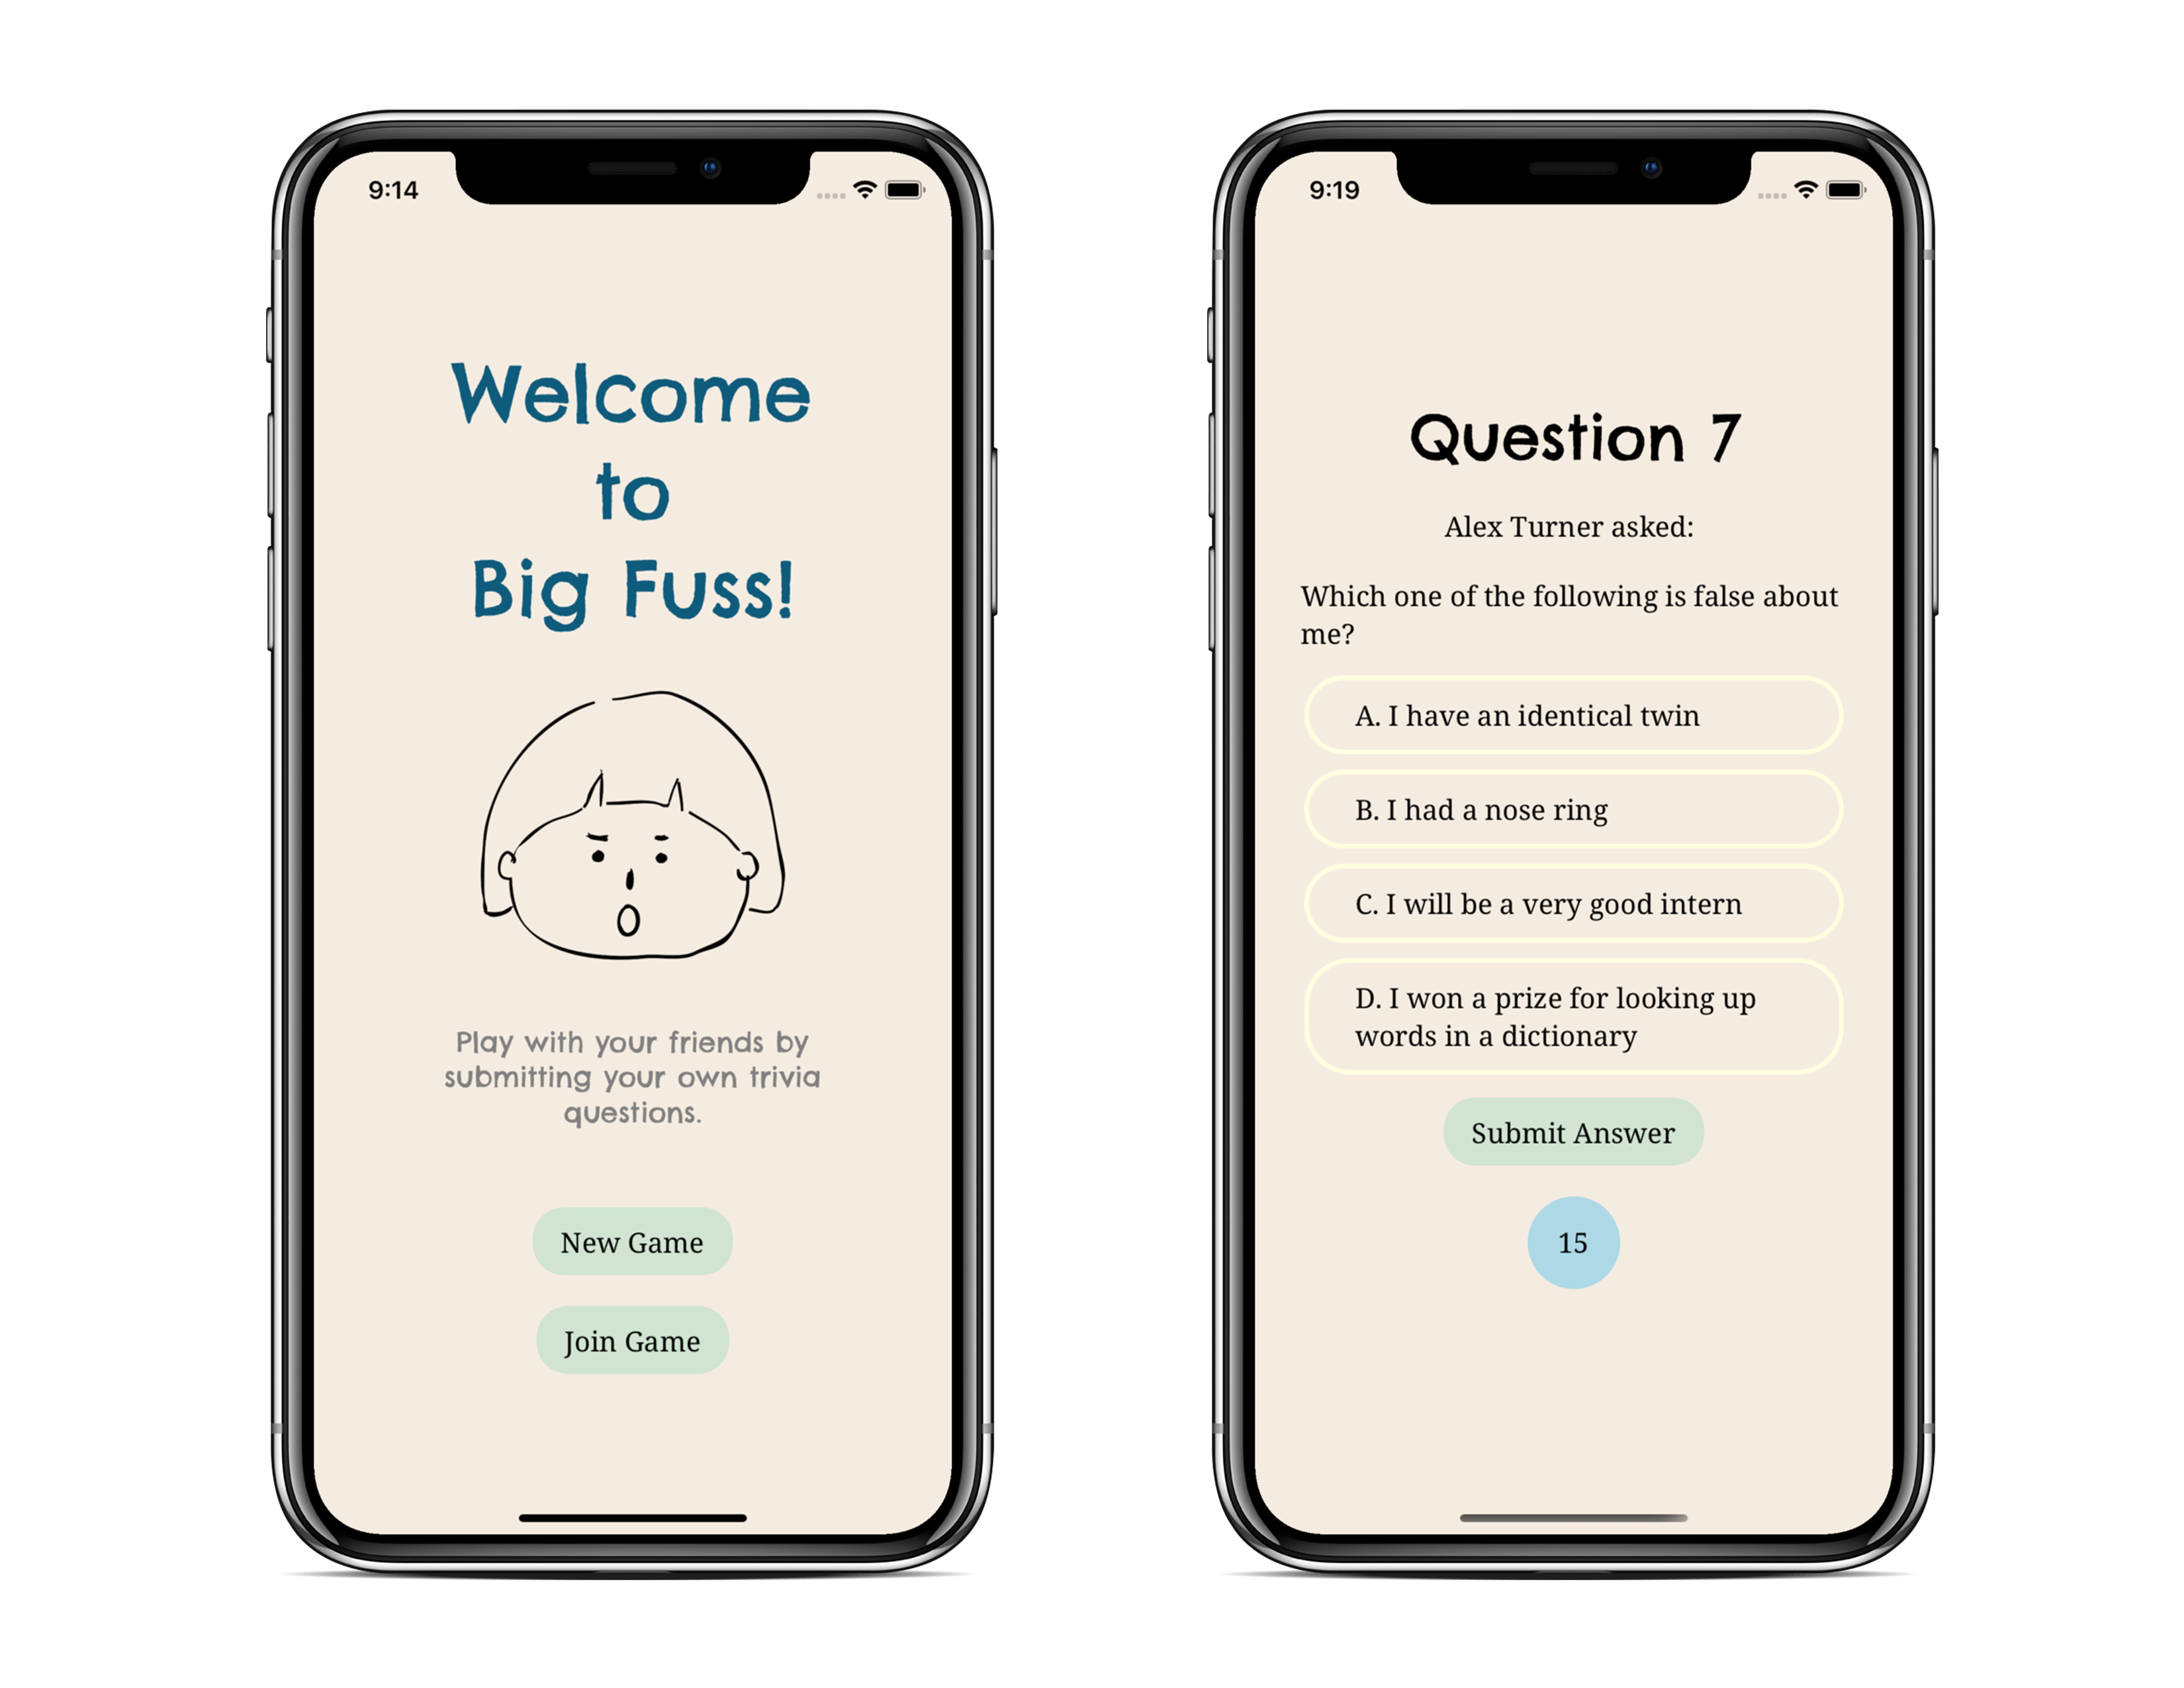 9:14
Welcome
to
Big Fuss!
Play with your friends by
submitting your own trivia
questions.
New Game
Join Game
9:19
Question 7
Alex Turner asked:
Which one of the following is false about
me?
A. I have an identical twin
B. I had a nose ring
C. I will be a very good intern
D. I won a prize for looking up
words in a dictionary
Submit Answer
15